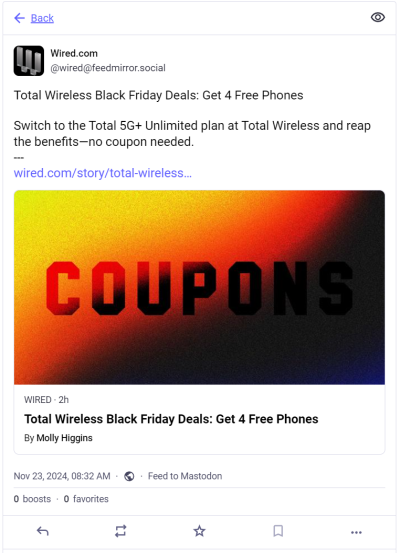 Back
Wired.com
@wired@feedmirror.social
Total Wireless Black Friday Deals: Get 4 Free Phones
Switch to the Total 5G+ Unlimited plan at Total Wireless and reap
the benefits—no coupon needed.
---
wired.com/story/total-wireless…
COUPONS
WIRED · 2h
Total Wireless Black Friday Deals: Get 4 Free Phones
By Molly Higgins
Nov 23, 2024, 08:32 AM · · Feed to Mastodon
0 boosts · 0 favorites